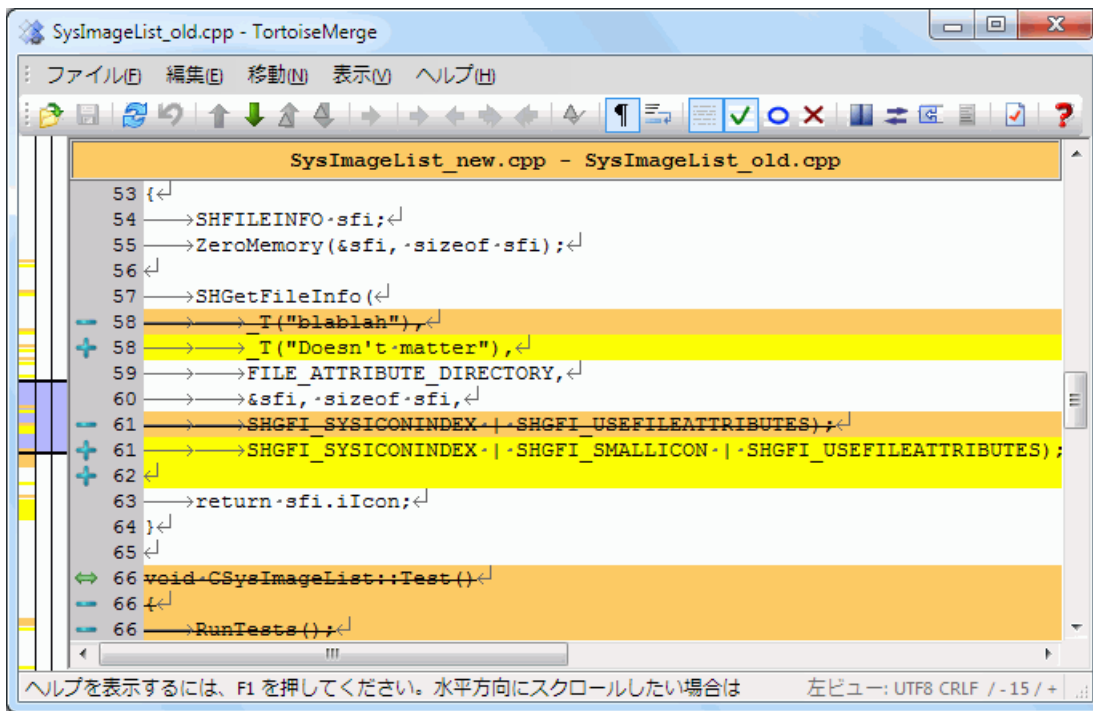 SysImageList_old.cpp - TortoiseMerge
ファイル(F) 編集(E) 移動(N) 表示(V) ヘルプ(H)
SysImageList_new.cpp - SysImageList_old.cpp
53 {↲
54 ──→SHFILEINFO·sfi;↲
55 ──→ZeroMemory(&sfi,·sizeof·sfi);↲
56 ↲
57 ──→SHGetFileInfo(↲
58 ──→──→_T("blablah"),↲
58 ──→──→_T("Doesn't·matter"),↲
59 ──→──→FILE_ATTRIBUTE_DIRECTORY,↲
60 ──→──→&sfi,·sizeof·sfi,↲
61 ──→──→SHGFI_SYSICONINDEX·|·SHGFI_USEFILEATTRIBUTES);↲
61 ──→──→SHGFI_SYSICONINDEX·|·SHGFI_SMALLICON·|·SHGFI_USEFILEATTRIBUTES);
62 ↲
63 ──→return·sfi.iIcon;↲
64 }↲
65 ↲
66 void·CSysImageList::Test()↲
66 {↲
66 ──→RunTests();↲
ヘルプを表示するには、F1 を押してください。水平方向にスクロールしたい場合は 左ビュー: UTF8 CRLF / - 15 / +